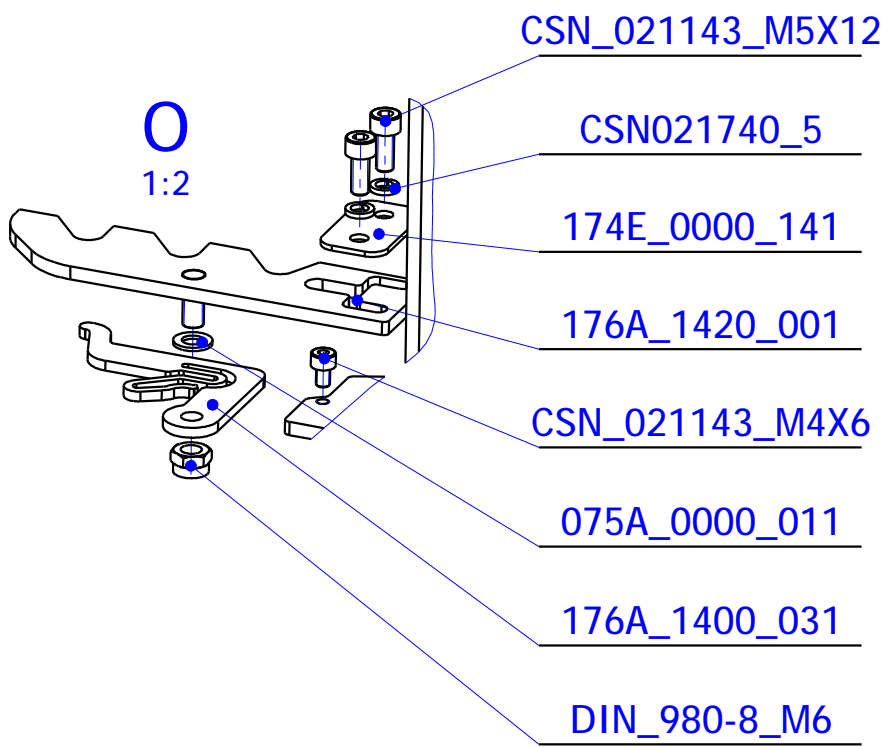 CSN_021143_M5X12
O
1:2
CSN021740_5
174E_0000_141
176A_1420_001
CSN_021143_M4X6
075A_0000_011
176A_1400_031
DIN_980-8_M6